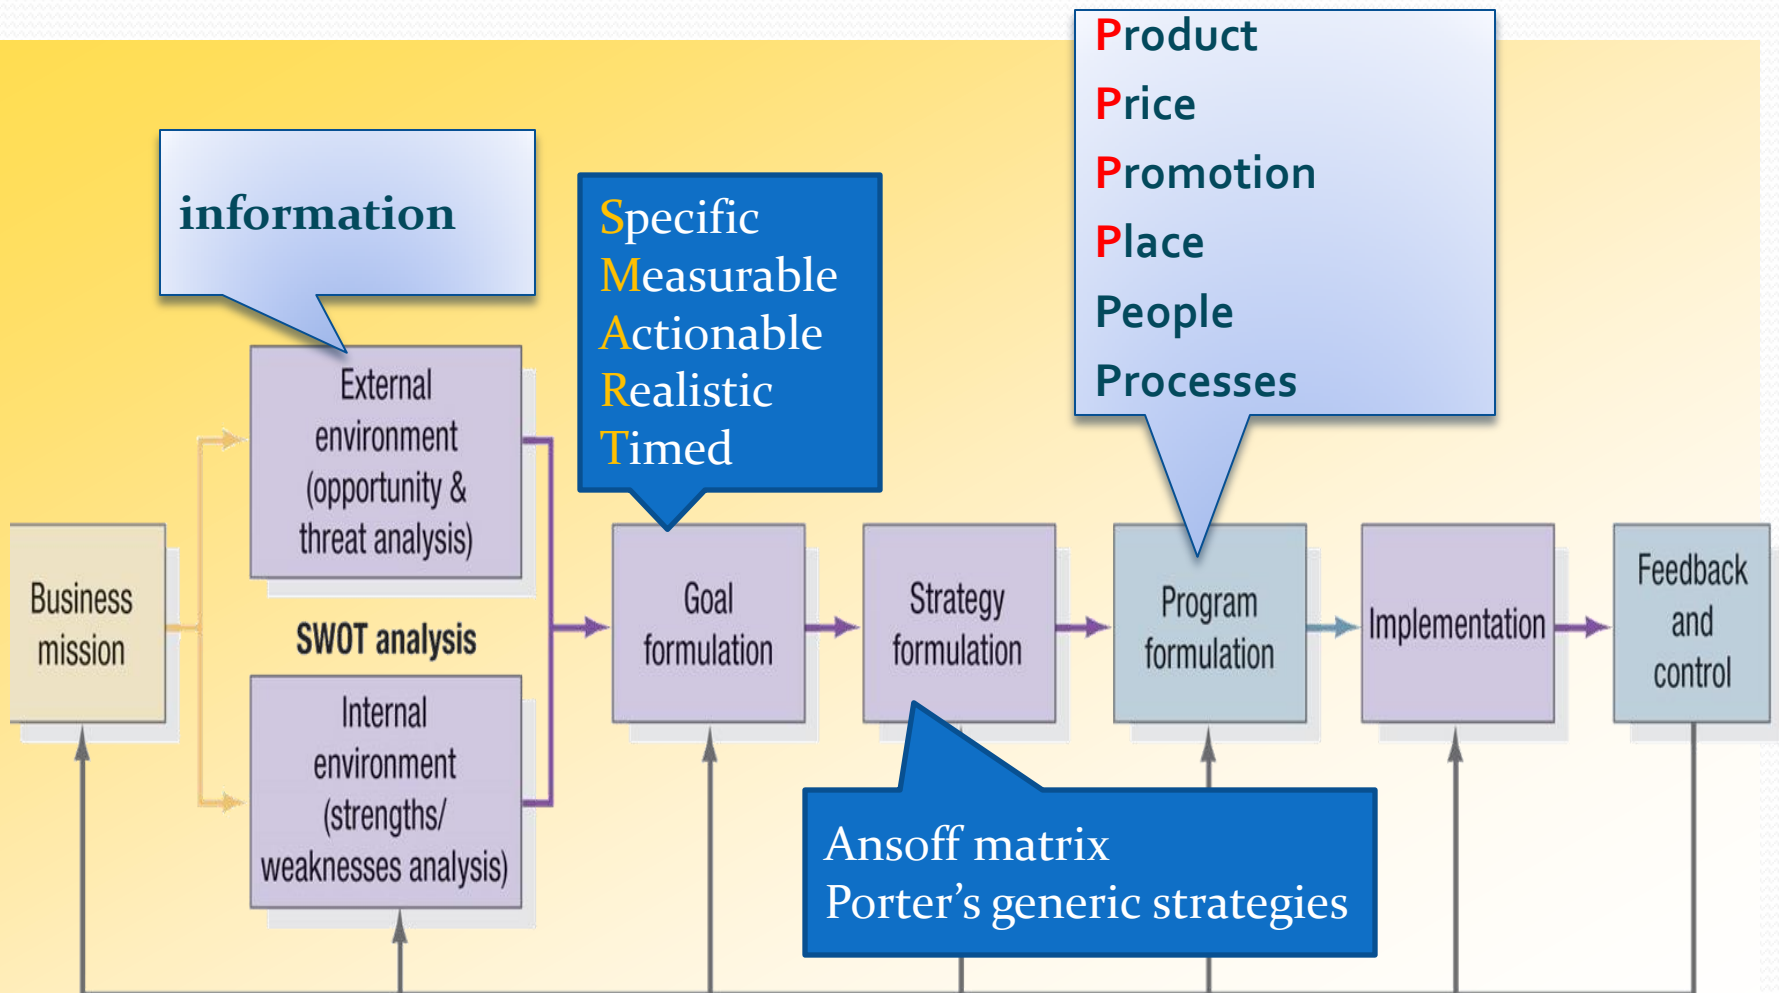 Product
Price
Promotion
Place
People
Processes
information
Specific
Measurable
Actionable
Realistic
Timed
External
environment
(opportunity &
threat analysis)
Business
mission
SWOT analysis
Internal
environment
(strengths/
weaknesses analysis)
Goal
formulation
Strategy
formulation
Program
formulation
Implementation
Feedback
and
control
Ansoff matrix
Porter’s generic strategies